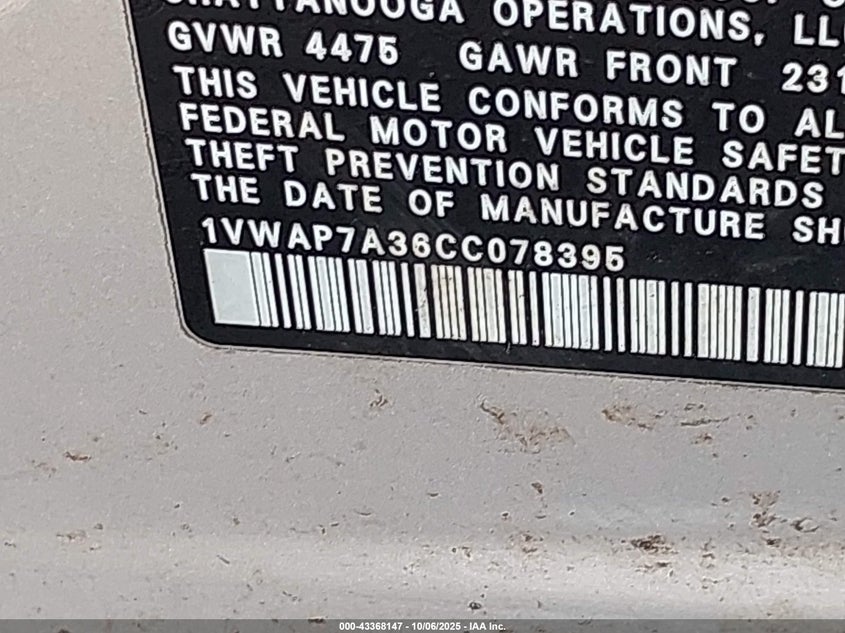 CHATTANOOGA OPERATIONS, LL
GVWR 4475 GAWR FRONT 231
THIS VEHICLE CONFORMS TO AL
FEDERAL MOTOR VEHICLE SAFET
THEFT PREVENTION STANDARDS
THE DATE OF MANUFACTURE SH
1VWAP7A36CC078395
000-43368147 - 10/06/2025 - IAA Inc.